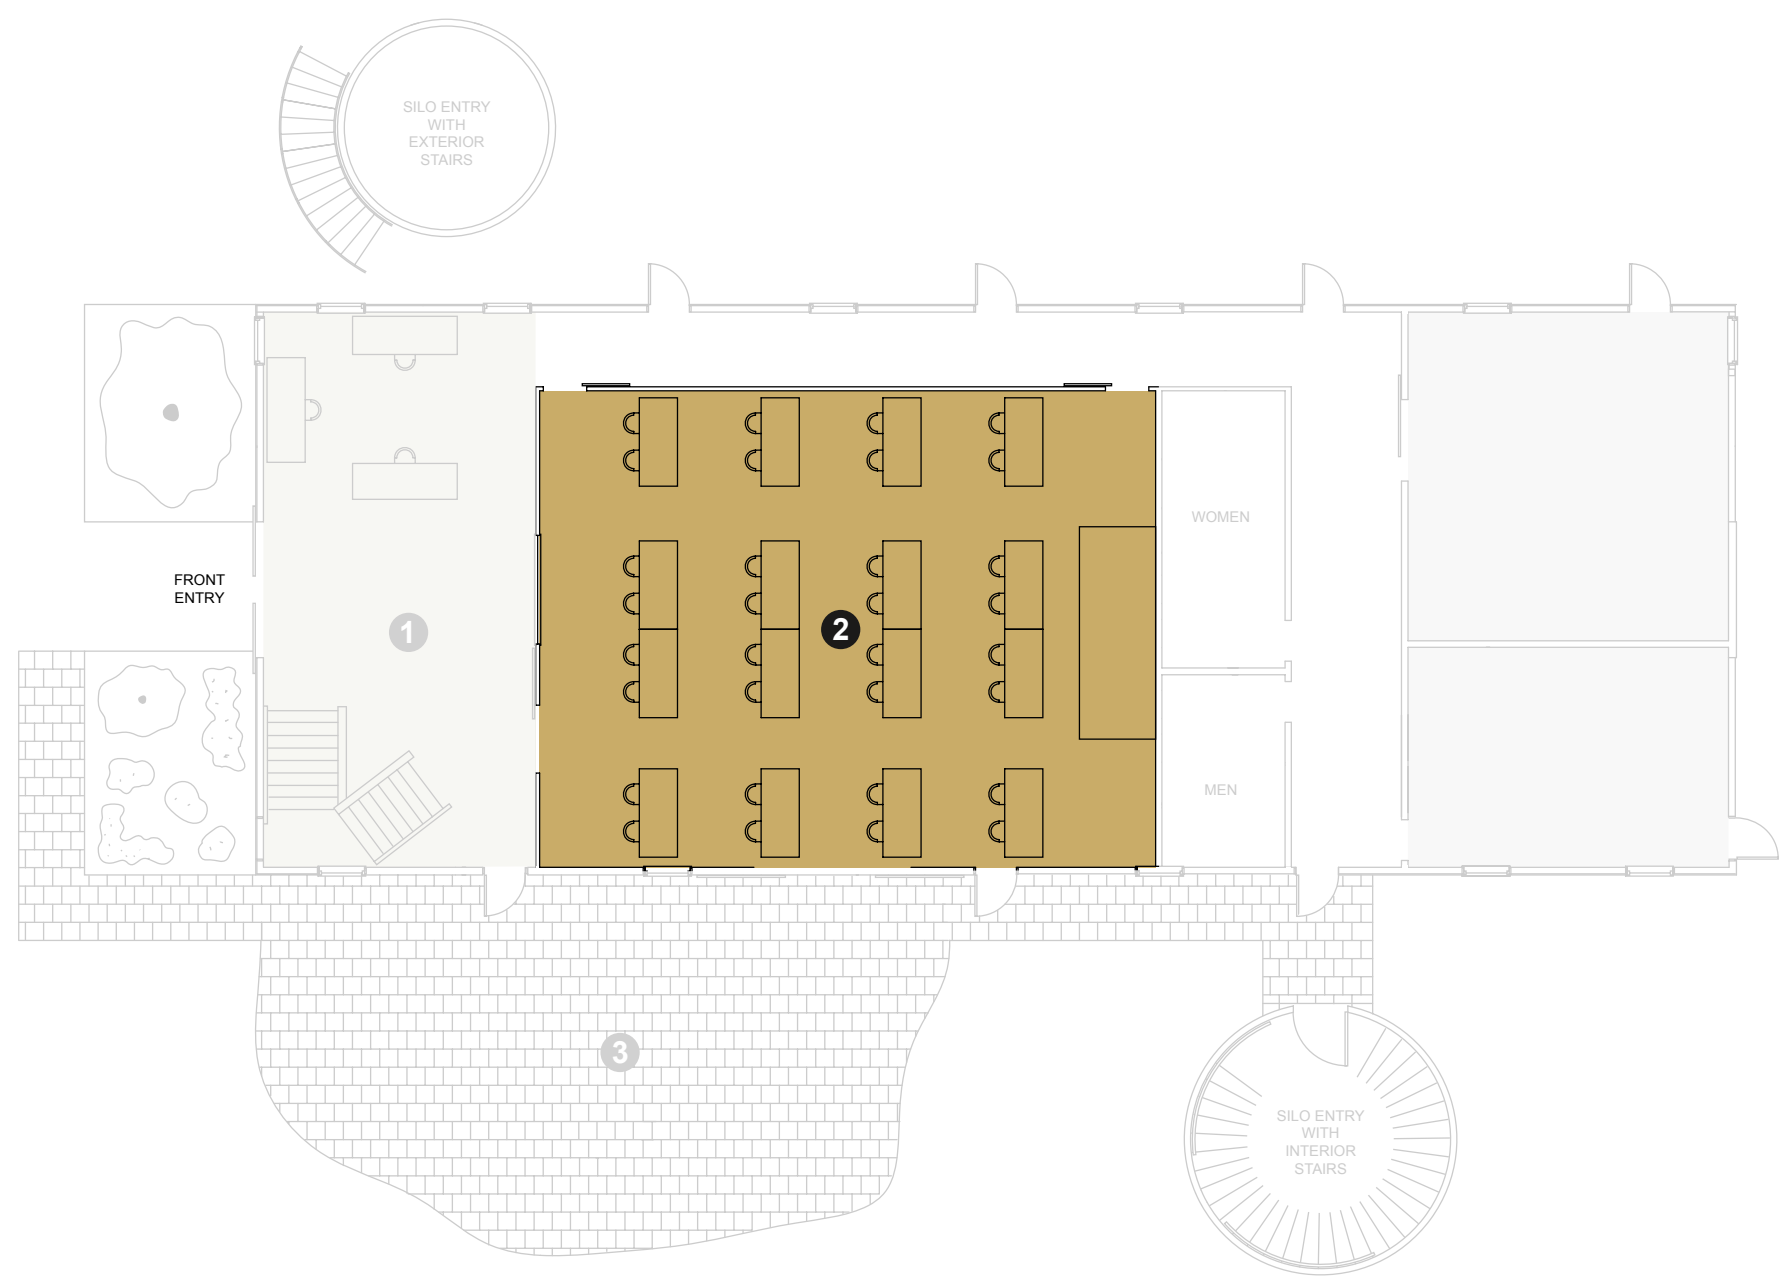 SILO ENTRY
WITH
EXTERIOR
STAIRS
WOMEN
FRONT
ENTRY
1
2
MEN
3
SILO ENTRY
WITH
INTERIOR
STAIRS